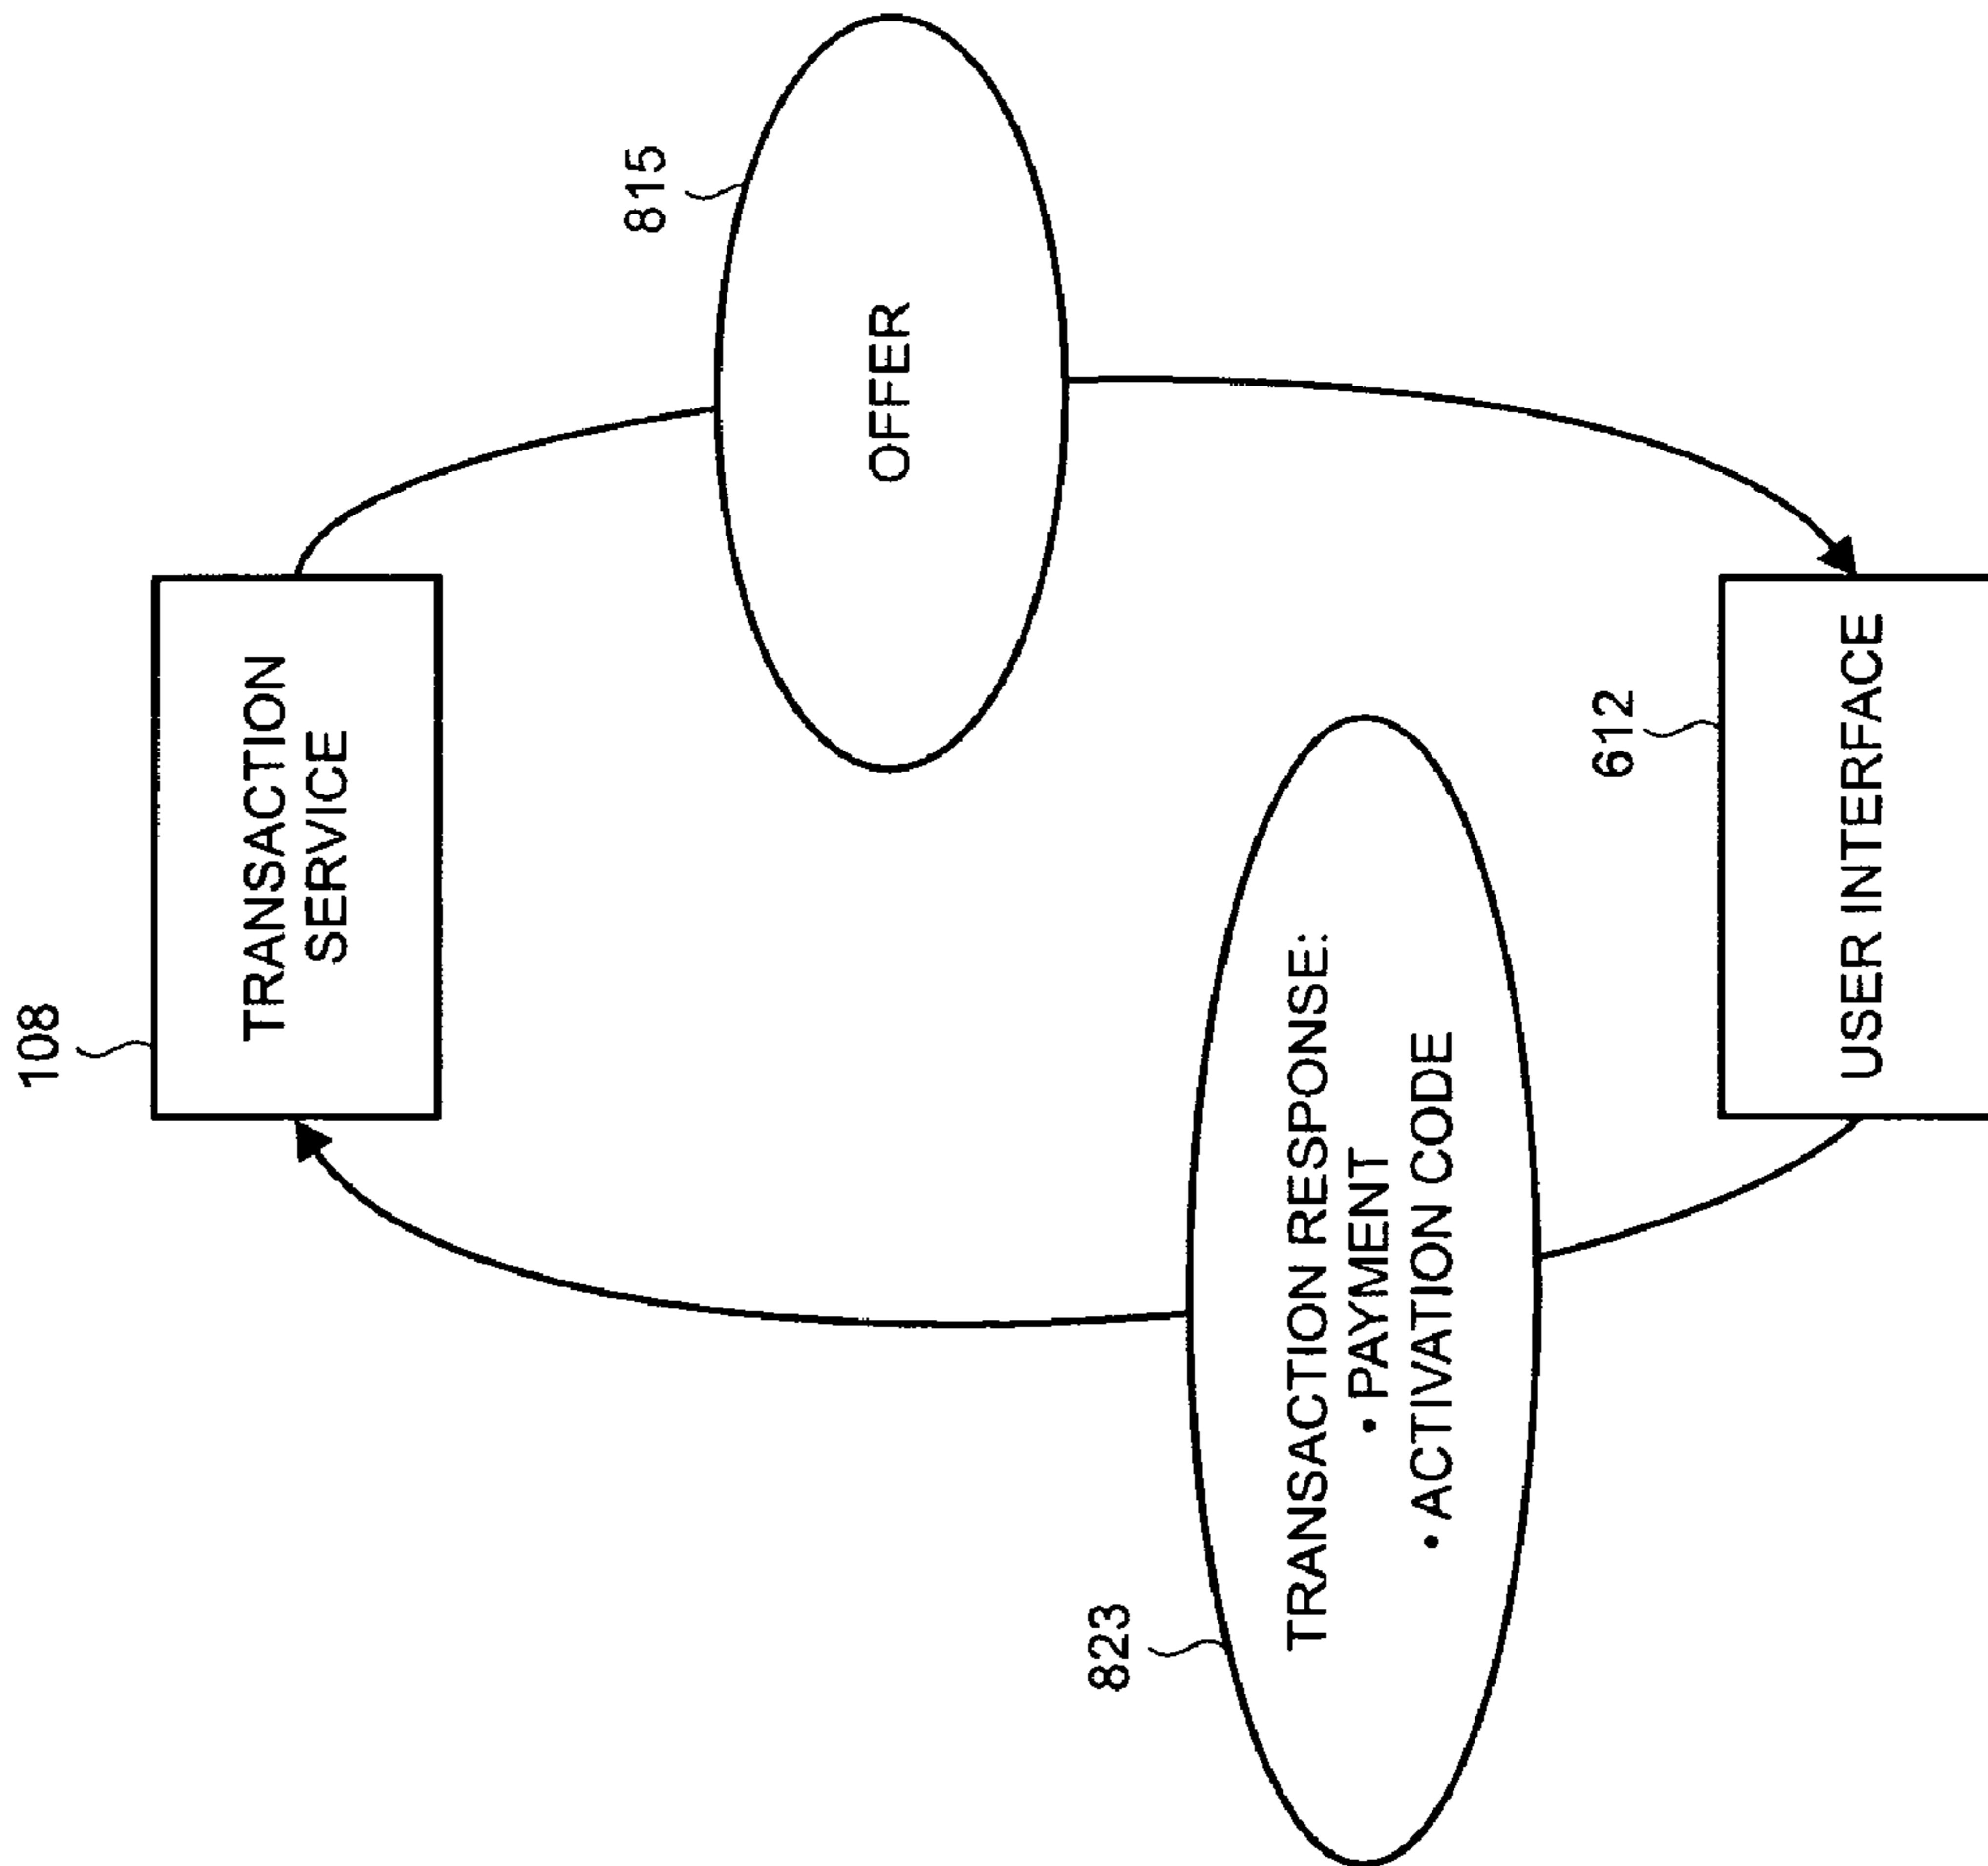 108
TRANSACTION
SERVICE
815
OFFER
823
TRANSACTION RESPONSE:
• PAYMENT
• ACTIVATION CODE
612
USER INTERFACE